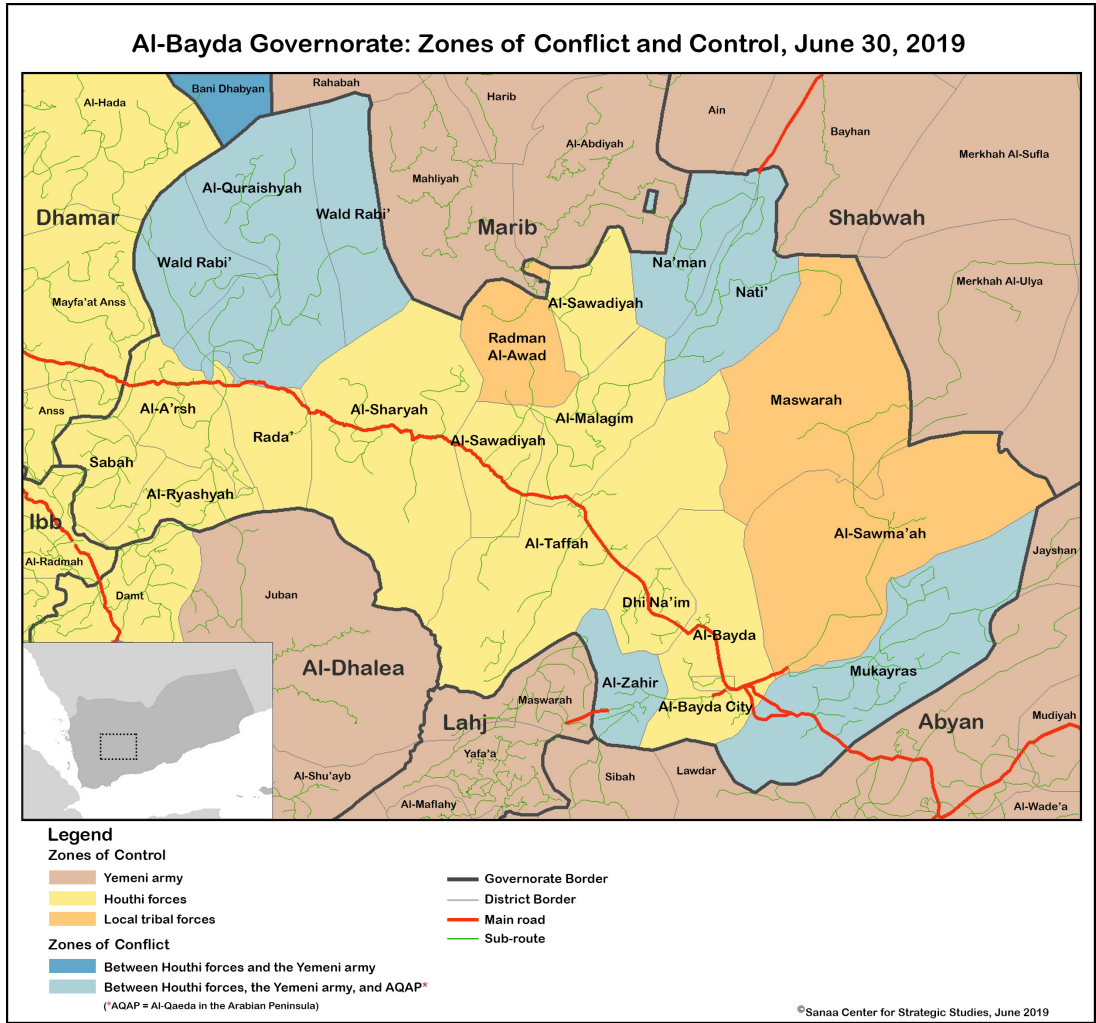 Al-Bayda Governorate: Zones of Conflict and Control, June 30, 2019
Bani Dhabyan
Rahabah
Al-Hada
Harib
Ain
Bayhan
Al-Abdiyah
Merkhah Al-Sufla
Mahliyah
Al-Quraishyah
Wald Rabi'
Dhamar
Marib
Shabwah
Wald Rabi'
Na'man
Nati'
Merkhah Al-Ulya
Mayfa'at Anss
Al-Sawadiyah
Radman
Al-Awad
Maswarah
Anss
Al-A'rsh
Al-Sharyah
Al-Malagim
Rada'
Al-Sawadiyah
Sabah
Al-Ryashyah
Ibb
Al-Taffah
Al-Sawma'ah
Al-Radmah
Jayshan
Damt
Juban
Dhi Na'im
Al-Bayda
Al-Dhalea
Al-Zahir
Mukayras
Maswarah
Al-Bayda City
Lahj
Abyan
Mudiyah
Yafa'a
Al-Shu'ayb
Sibah
Lawdar
Al-Maflahy
Al-Wade'a
Legend
Zones of Control
Yemeni army
Houthi forces
Local tribal forces
Governorate Border
District Border
Main road
Sub-route
Zones of Conflict
Between Houthi forces and the Yemeni army
Between Houthi forces, the Yemeni army, and AQAP*
(*AQAP = Al-Qaeda in the Arabian Peninsula)
©Sanaa Center for Strategic Studies, June 2019